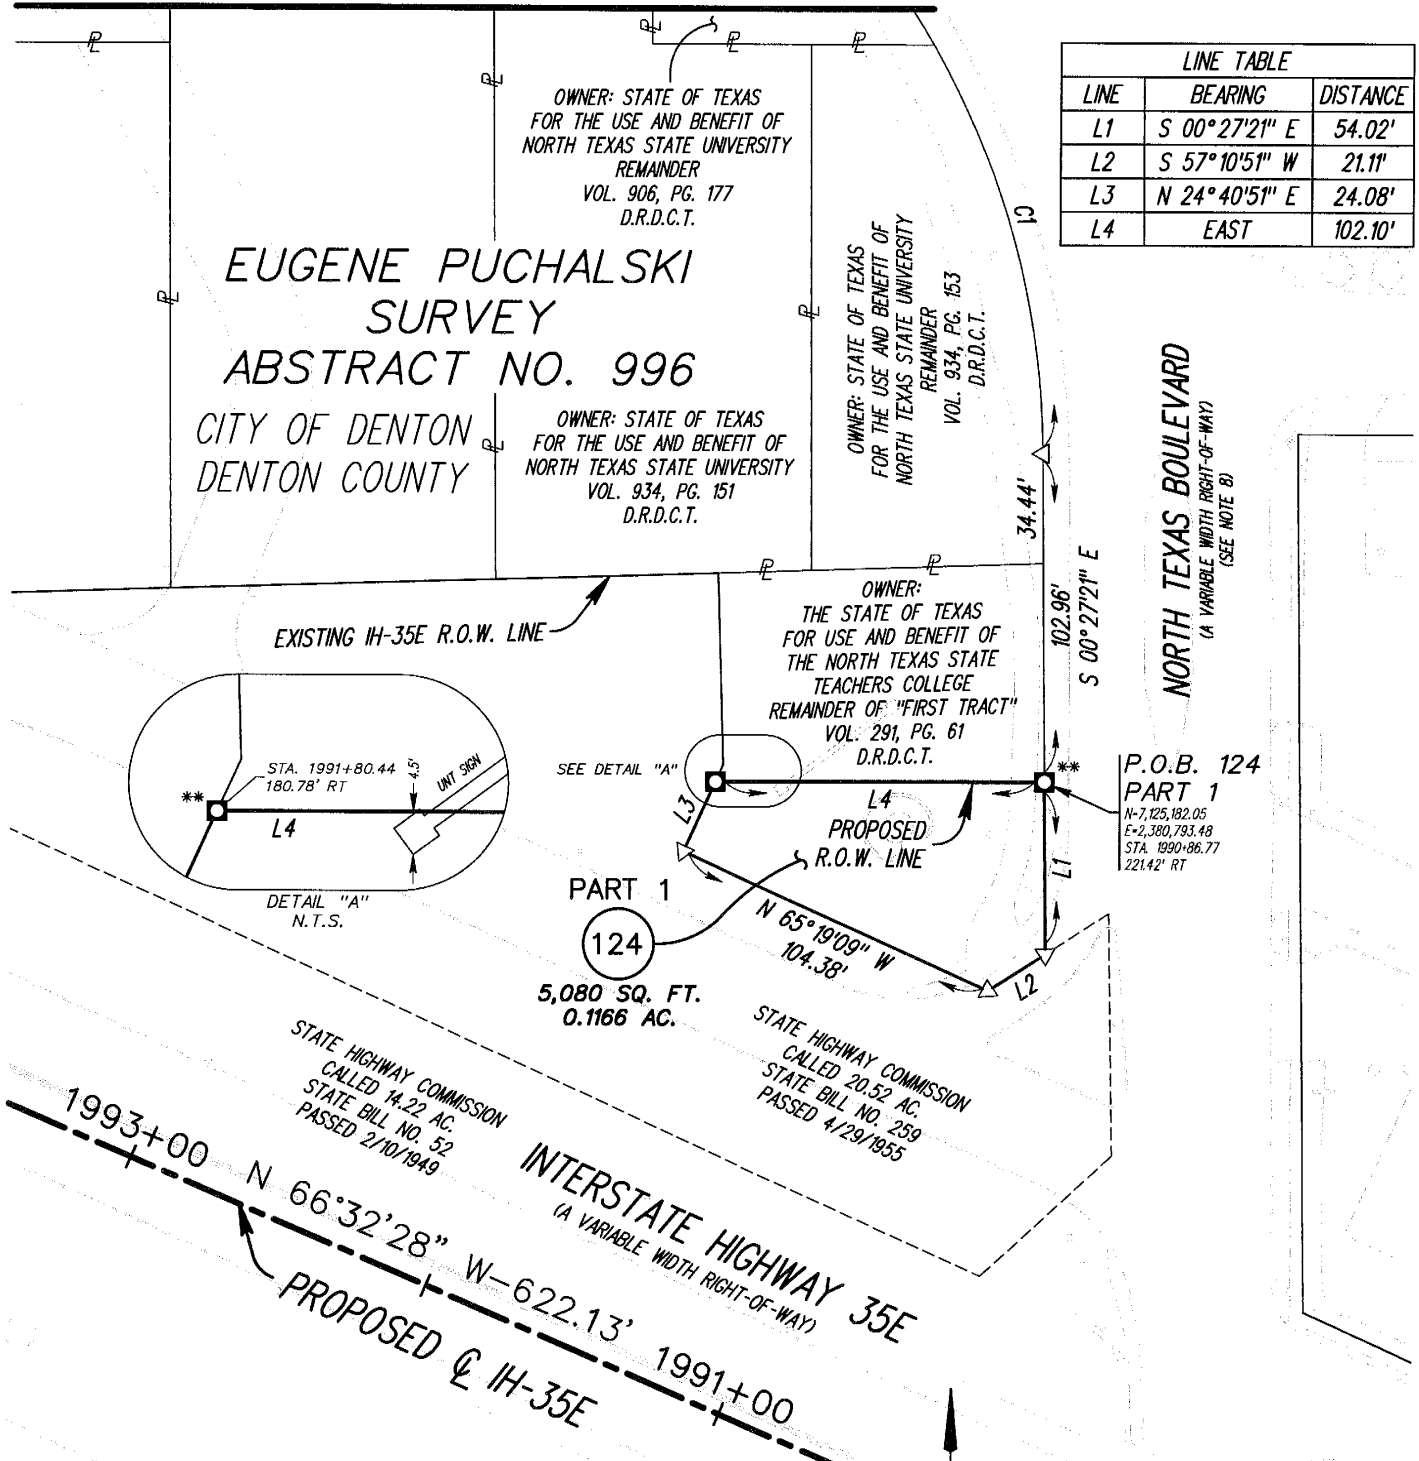 LINE TABLE
LINE BEARING DISTANCE
L1 S 00°27'21" E 54.02'
L2 S 57°10'51" W 21.11'
L3 N 24°40'51" E 24.08'
L4 EAST 102.10'
OWNER: STATE OF TEXAS
FOR THE USE AND BENEFIT OF
NORTH TEXAS STATE UNIVERSITY
REMAINDER
VOL. 906, PG. 177
D.R.D.C.T.
EUGENE PUCHALSKI
SURVEY
ABSTRACT NO. 996
CITY OF DENTON
DENTON COUNTY
OWNER: STATE OF TEXAS
FOR THE USE AND BENEFIT OF
NORTH TEXAS STATE UNIVERSITY
VOL. 934, PG. 151
D.R.D.C.T.
OWNER: STATE OF TEXAS
FOR THE USE AND BENEFIT OF
NORTH TEXAS STATE UNIVERSITY
REMAINDER
VOL. 934, PG. 153
D.R.D.C.T.
C1
34.44'
102.96'
S 00°27'21" E
NORTH TEXAS BOULEVARD
(A VARIABLE WIDTH RIGHT-OF-WAY)
(SEE NOTE 8)
EXISTING IH-35E R.O.W. LINE
OWNER:
THE STATE OF TEXAS
FOR USE AND BENEFIT OF
THE NORTH TEXAS STATE
TEACHERS COLLEGE
REMAINDER OF "FIRST TRACT"
VOL. 291, PG. 61
D.R.D.C.T.
SEE DETAIL "A"
STA. 1991+80.44
180.78' RT
**
L4
4.5'
UNT SIGN
DETAIL "A"
N.T.S.
L3
L4
PROPOSED
R.O.W. LINE
**
P.O.B. 124
PART 1
N=7,125,182.05
E=2,380,793.48
STA. 1990+86.77
221.42' RT
L1
L2
PART 1
124
5,080 SQ. FT.
0.1166 AC.
N 65°19'09" W
104.38'
STATE HIGHWAY COMMISSION
CALLED 14.22 AC.
STATE BILL NO. 52
PASSED 2/10/1949
STATE HIGHWAY COMMISSION
CALLED 20.52 AC.
STATE BILL NO. 259
PASSED 4/29/1955
INTERSTATE HIGHWAY 35E
(A VARIABLE WIDTH RIGHT-OF-WAY)
1993+00
N 66°32'28" W-622.13'
1991+00
PROPOSED ℄ IH-35E